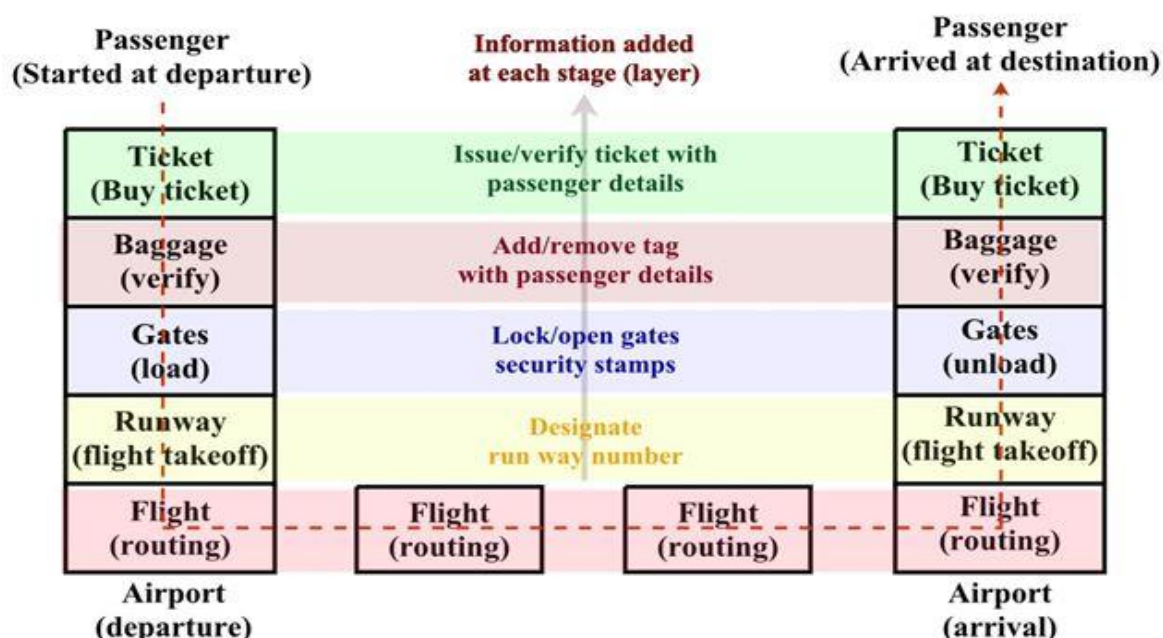 Passenger
(Started at departure)
Information added
at each stage (layer)
Passenger
(Arrived at destination)
Ticket
(Buy ticket)
Issue/verify ticket with
passenger details
Ticket
(Buy ticket)
Baggage
(verify)
Add/remove tag
with passenger details
Baggage
(verify)
Gates
(load)
Lock/open gates
security stamps
Gates
(unload)
Runway
(flight takeoff)
Designate
run way number
Runway
(flight takeoff)
Flight
(routing)
Flight
(routing)
Flight
(routing)
Flight
(routing)
Airport
(departure)
Airport
(arrival)